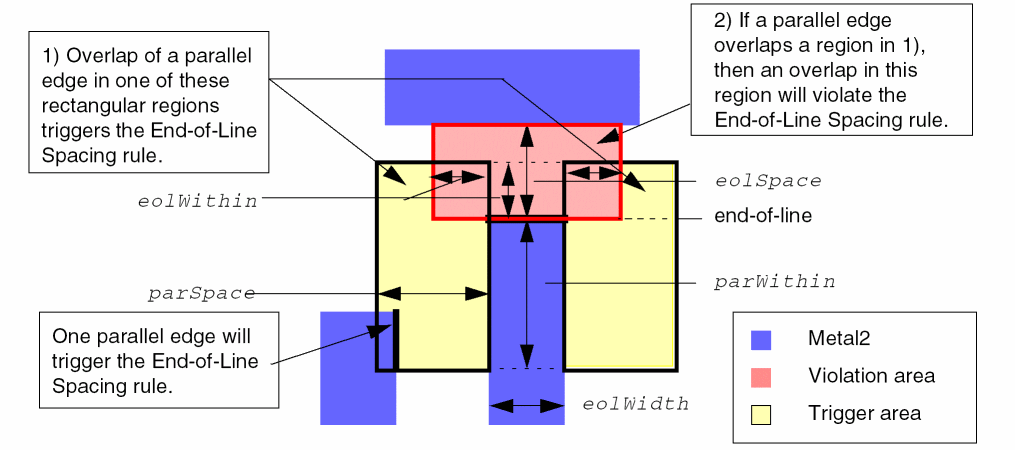 1) Overlap of a parallel
edge in one of these
rectangular regions
triggers the End-of-Line
Spacing rule.
2) If a parallel edge
overlaps a region in 1),
then an overlap in this
region will violate the
End-of-Line Spacing rule.
eolWithin
eolSpace
end-of-line
parSpace
parWithin
One parallel edge will
trigger the End-of-Line
Spacing rule.
eolWidth
Metal2
Violation area
Trigger area